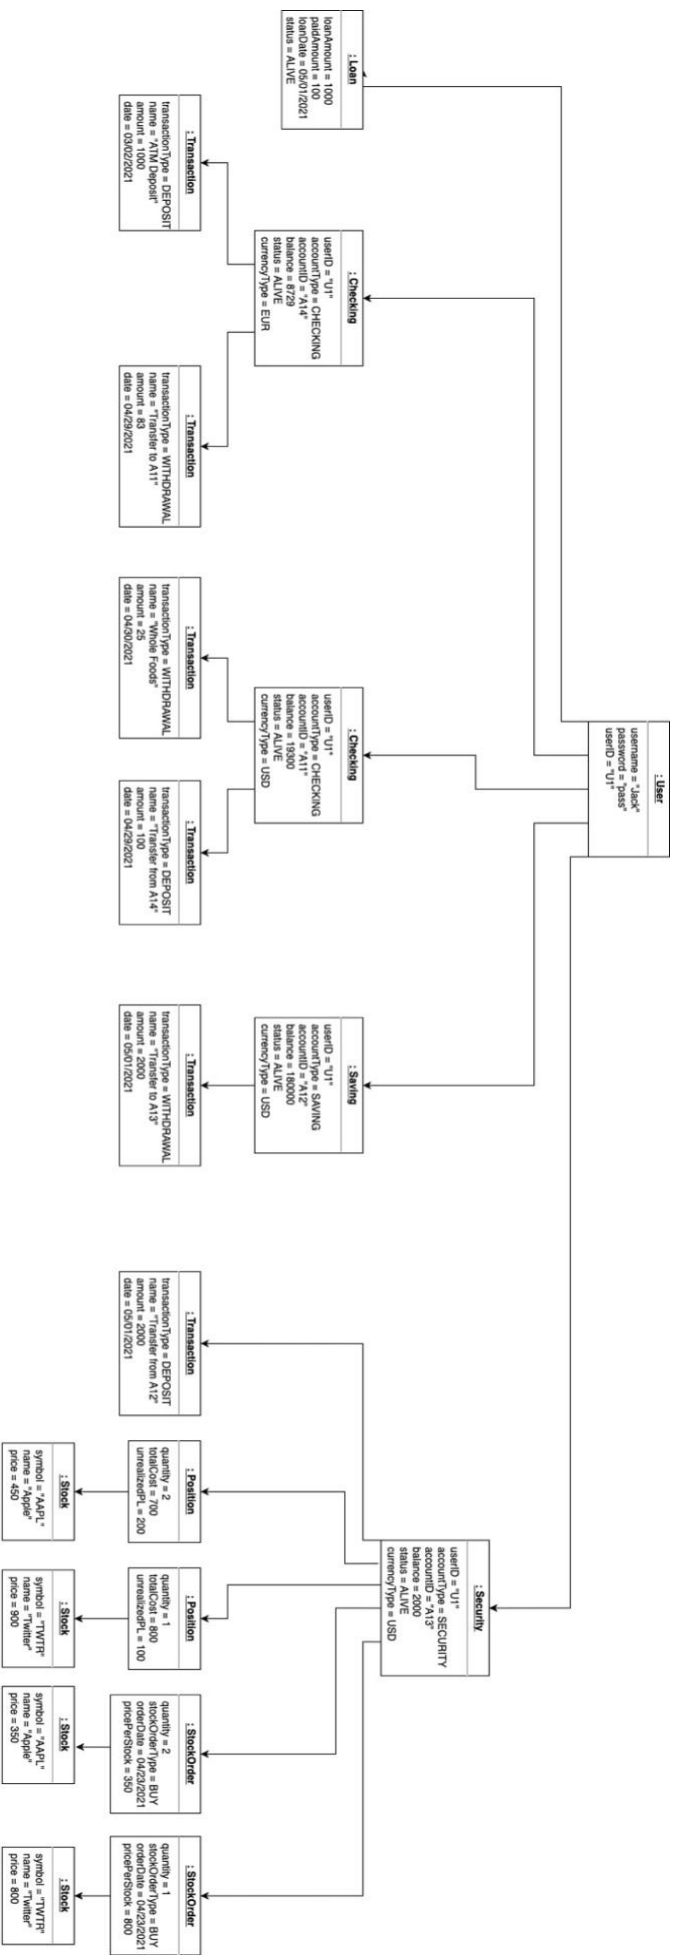 : User
username = "Jack"
password = "pass"
userID = "U1"
: Loan
loanAmount = 1000
paidAmount = 100
loanDate = 05/01/2021
status = ALIVE
: Checking
userID = "U1"
accountType = CHECKING
accountID = "A14"
balance = 8729
status = ALIVE
currencyType = EUR
: Checking
userID = "U1"
accountType = CHECKING
accountID = "A11"
balance = 19300
status = ALIVE
currencyType = USD
: Saving
userID = "U1"
accountType = SAVING
accountID = "A12"
balance = 180000
status = ALIVE
currencyType = USD
: Security
userID = "U1"
accountType = SECURITY
accountID = "A13"
balance = 2000
status = ALIVE
currencyType = USD
: Transaction
transactionType = DEPOSIT
name = "ATM Deposit"
amount = 1000
date = 03/02/2021
: Transaction
transactionType = WITHDRAWAL
name = "Transfer to A11"
amount = 83
date = 04/29/2021
: Transaction
transactionType = WITHDRAWAL
name = "Whole Foods"
amount = 25
date = 04/30/2021
: Transaction
transactionType = DEPOSIT
name = "Transfer from A14"
amount = 100
date = 04/29/2021
: Transaction
transactionType = WITHDRAWAL
name = "Transfer to A13"
amount = 2000
date = 05/01/2021
: Transaction
transactionType = DEPOSIT
name = "Transfer from A12"
amount = 2000
date = 05/01/2021
: Position
quantity = 2
totalCost = 700
unrealizedPL = 200
: Position
quantity = 1
totalCost = 800
unrealizedPL = 100
: StockOrder
quantity = 2
stockOrderType = BUY
orderDate = 04/23/2021
pricePerStock = 350
: StockOrder
quantity = 1
stockOrderType = BUY
orderDate = 04/23/2021
pricePerStock = 800
: Stock
symbol = "AAPL"
name = "Apple"
price = 450
: Stock
symbol = "TWTR"
name = "Twitter"
price = 900
: Stock
symbol = "AAPL"
name = "Apple"
price = 350
: Stock
symbol = "TWTR"
name = "Twitter"
price = 800